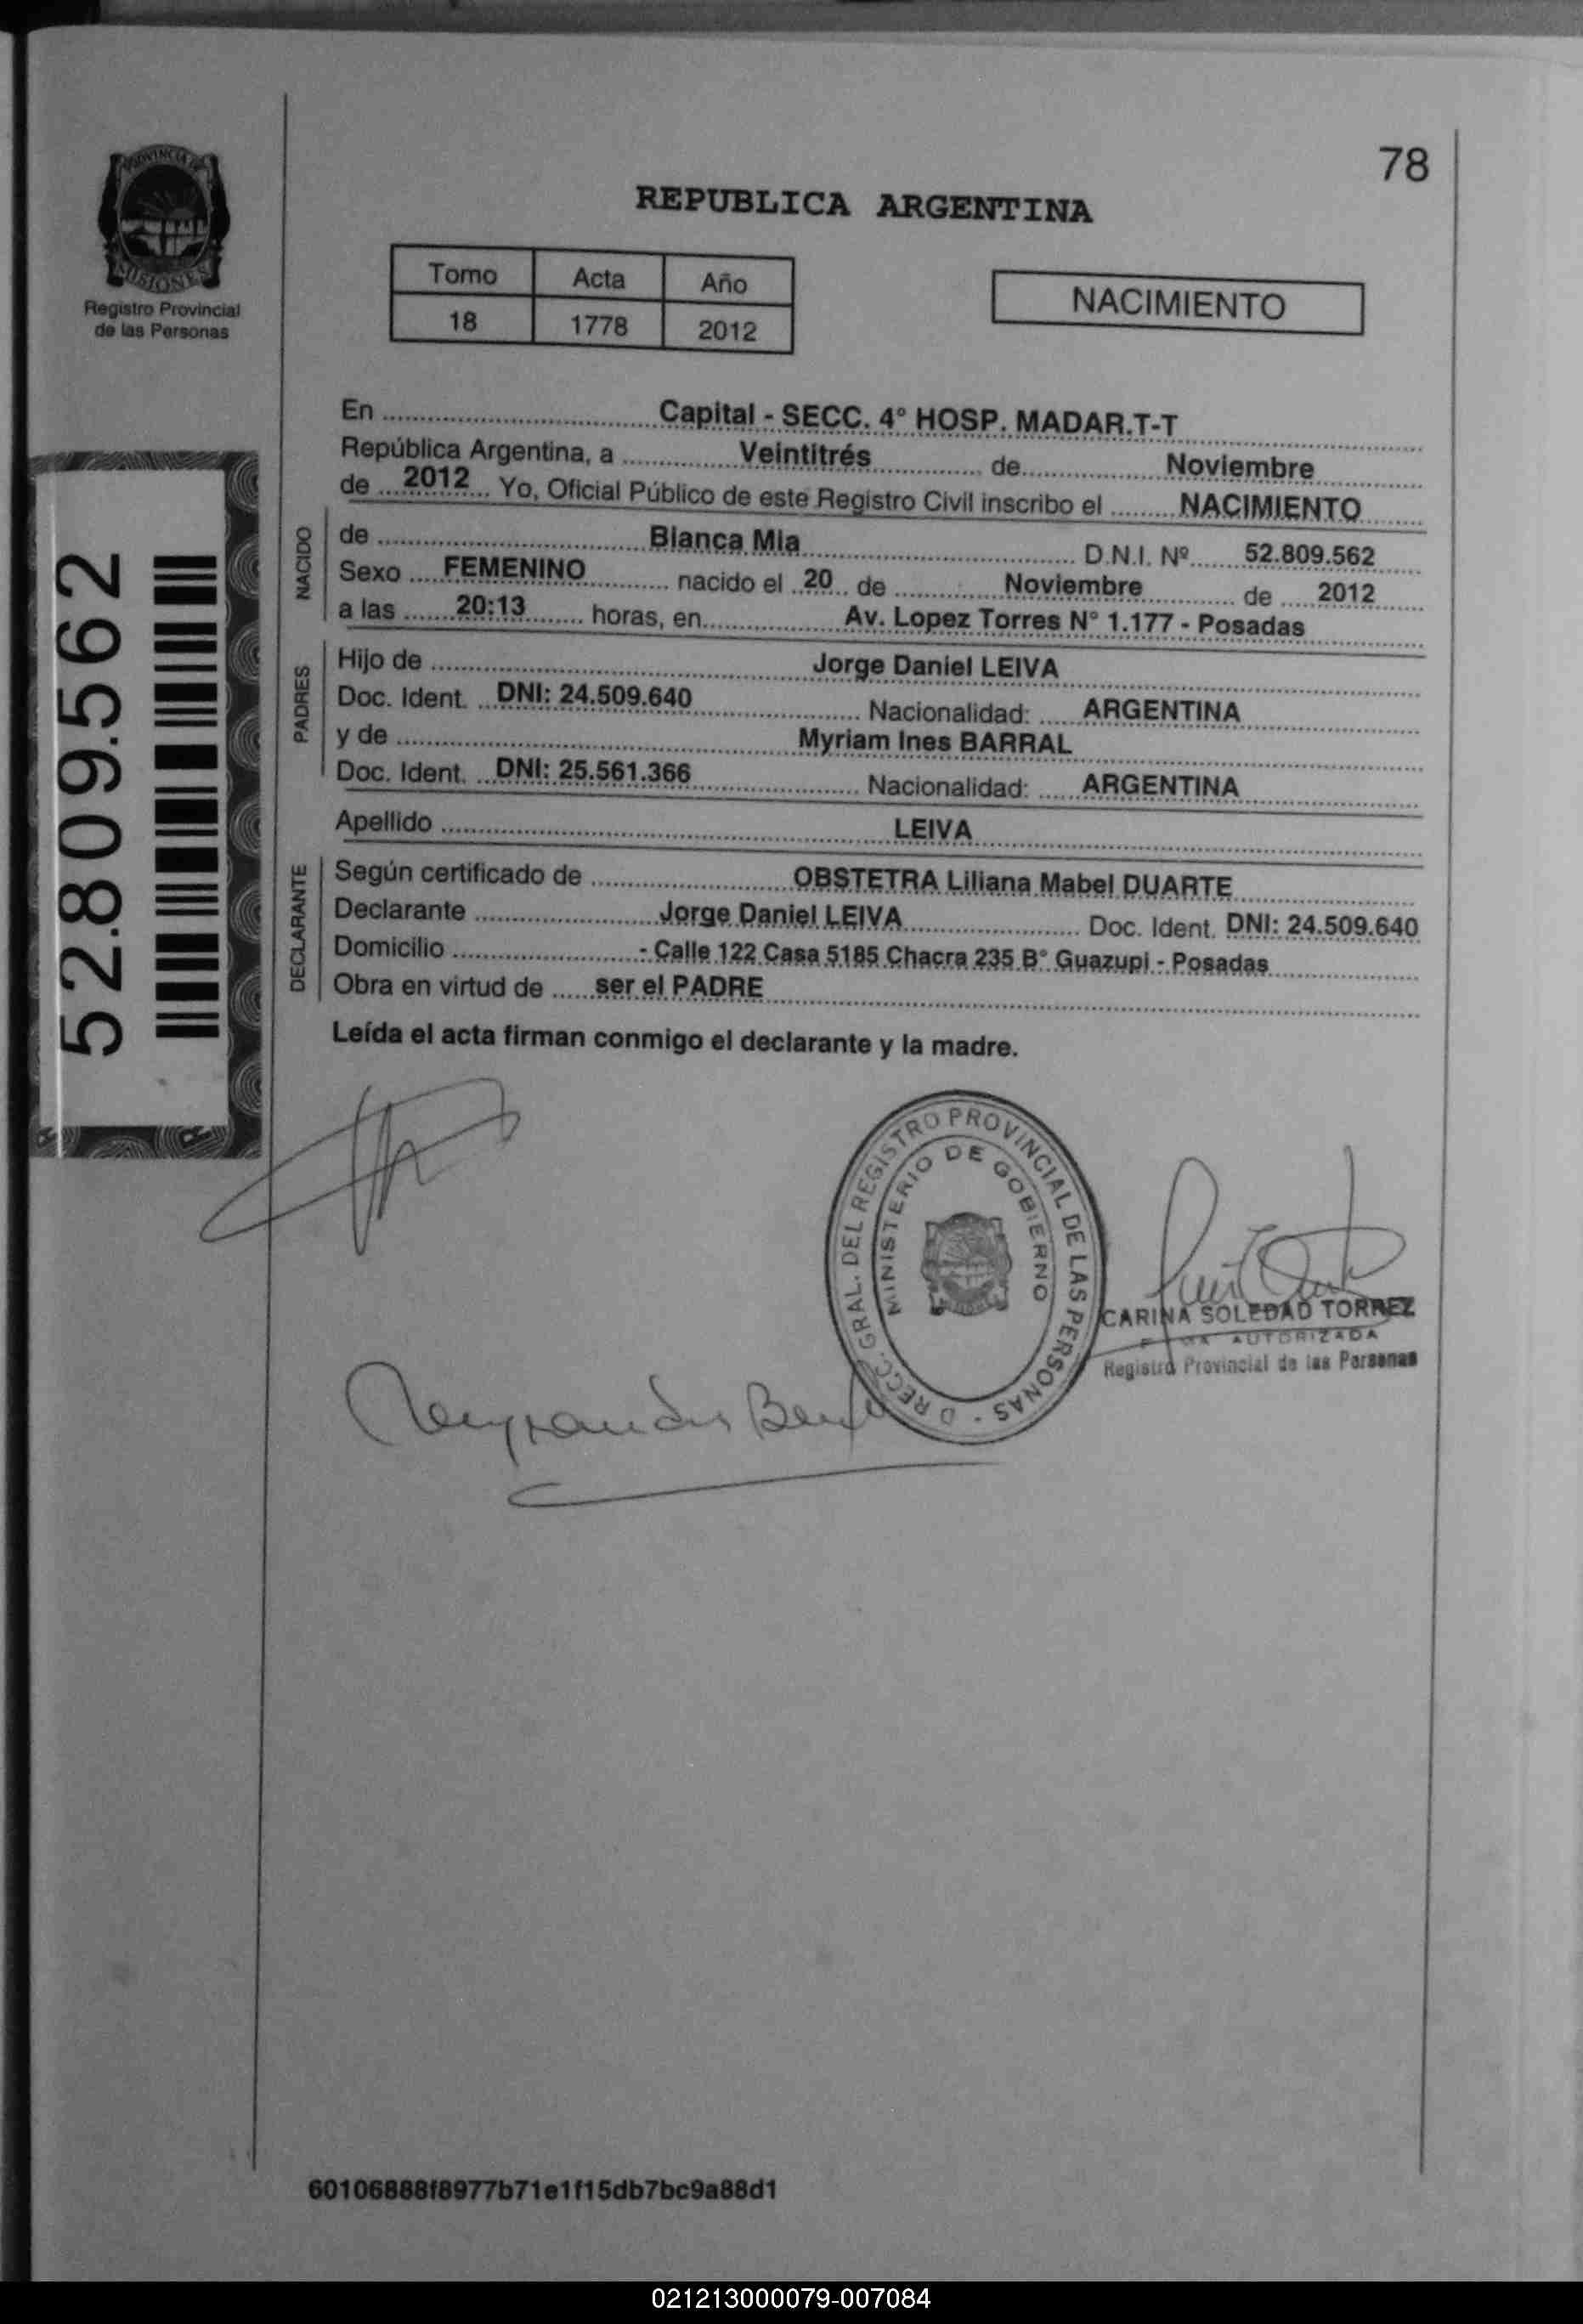 78
REPUBLICA ARGENTINA
PROVINCIA DE
MISIONES
Registro Provincial
de las Personas
Tomo Acta Año
18 1778 2012
NACIMIENTO
En Capital - SECC. 4° HOSP. MADAR.T-T
República Argentina, a Veintitrés de Noviembre
de 2012 Yo, Oficial Público de este Registro Civil inscribo el NACIMIENTO
NACIDO
de Blanca Mia D.N.I. Nº 52.809.562
Sexo FEMENINO nacido el 20 de Noviembre de 2012
a las 20:13 horas, en Av. Lopez Torres N° 1.177 - Posadas
PADRES
Hijo de Jorge Daniel LEIVA
Doc. Ident. DNI: 24.509.640 Nacionalidad: ARGENTINA
y de Myriam Ines BARRAL
Doc. Ident. DNI: 25.561.366 Nacionalidad: ARGENTINA
Apellido LEIVA
DECLARANTE
Según certificado de OBSTETRA Liliana Mabel DUARTE
Declarante Jorge Daniel LEIVA Doc. Ident. DNI: 24.509.640
Domicilio - Calle 122 Casa 5185 Chacra 235 B° Guazupi - Posadas
Obra en virtud de ser el PADRE
Leída el acta firman conmigo el declarante y la madre.
52.809.562
DRECC. GRAL. DEL REGISTRO PROVINCIAL DE LAS PERSONAS -
MINISTERIO DE GOBIERNO
CARINA SOLEDAD TORREZ
AUTORIZADA
Registro Provincial de las Personas
60106888f8977b71e1f15db7bc9a88d1
021213000079-007084